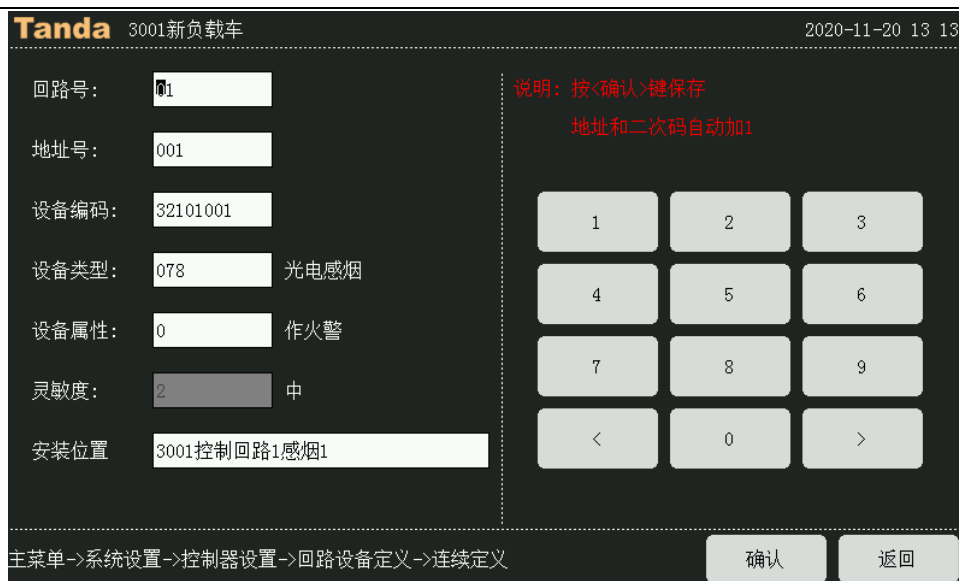 Tanda 3001新负载车 2020-11-20 13 13
回路号: 01
说明: 按<确认>键保存
地址和二次码自动加1
地址号: 001
设备编码: 32101001
设备类型: 078 光电感烟
设备属性: 0 作火警
灵敏度: 2 中
安装位置 3001控制回路1感烟1
1 2 3
4 5 6
7 8 9
< 0 >
主菜单->系统设置->控制器设置->回路设备定义->连续定义 确认 返回